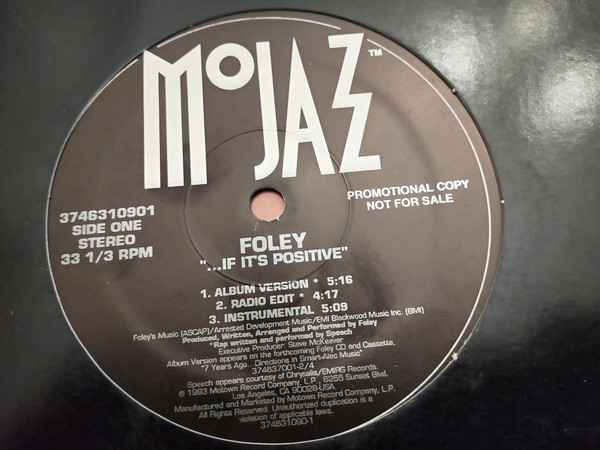 MoJAZZ™
PROMOTIONAL COPY
NOT FOR SALE
3746310901
SIDE ONE
STEREO
33 1/3 RPM
FOLEY
"...IF IT'S POSITIVE"
1. ALBUM VERSION * 5:16
2. RADIO EDIT * 4:17
3. INSTRUMENTAL 5:09
Foley's Music (ASCAP)/Arrested Development Music/EMI Blackwood Music Inc. (BMI)
Produced, Written, Arranged and Performed by Foley
*Rap written and performed by Speech
Executive Producer: Steve McKeever
Album Version appears on the forthcoming Foley CD and Cassette,
"7 Years Ago...Directions in Smart-Alec Music"
374637001-2/4
Speech appears courtesy of Chrysalis/EMIRG Records.
© 1993 Motown Record Company, L.P., 6255 Sunset Blvd.
Los Angeles, CA 90028-USA.
Manufactured and Marketed by Motown Record Company, L.P.
All Rights Reserved. Unauthorized duplication is a
violation of applicable laws.
374631090-1